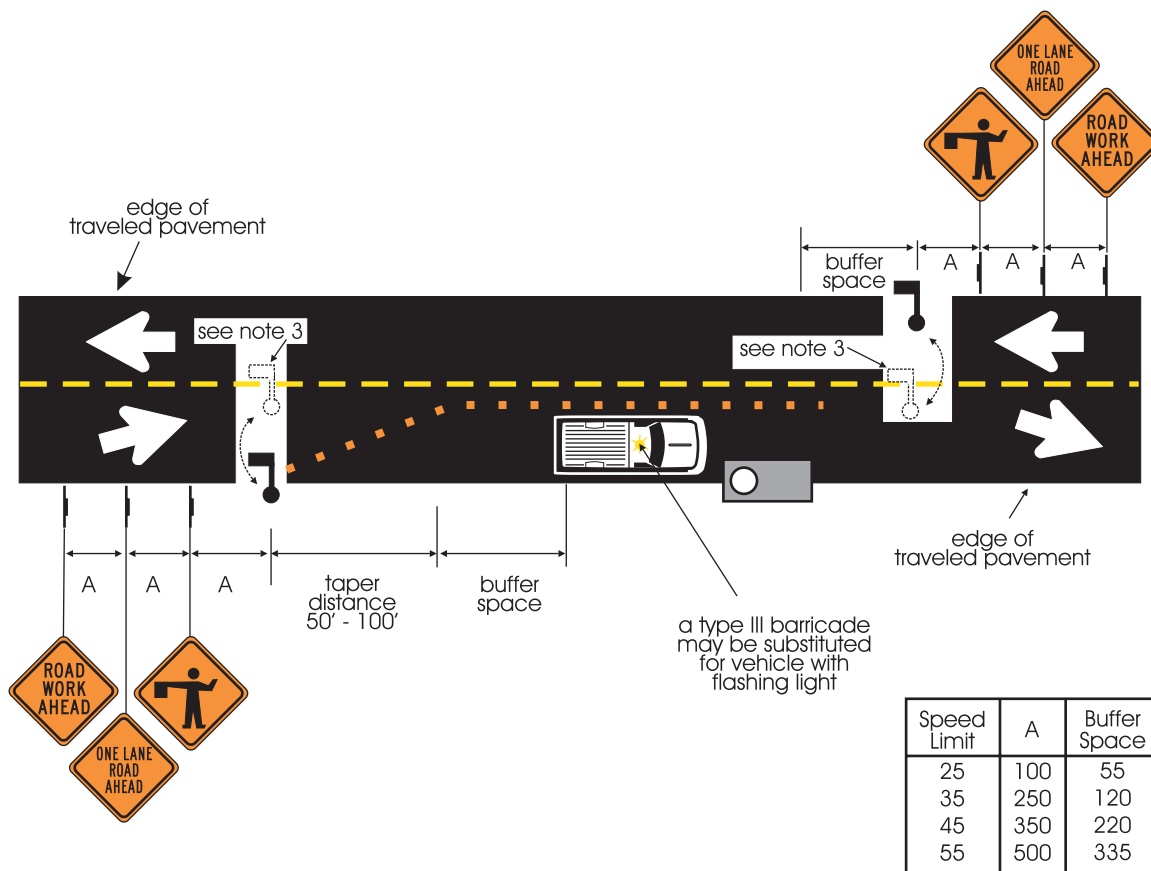 ONE LANE
ROAD
AHEAD
ROAD
WORK
AHEAD
edge of
traveled pavement
buffer
space
A
A
A
see note 3
see note 3
edge of
traveled pavement
A
A
A
taper
distance
50' - 100'
buffer
space
a type III barricade
may be substituted
for vehicle with
flashing light
ROAD
WORK
AHEAD
ONE LANE
ROAD
AHEAD
Speed Limit A Buffer Space
25 100 55
35 250 120
45 350 220
55 500 335